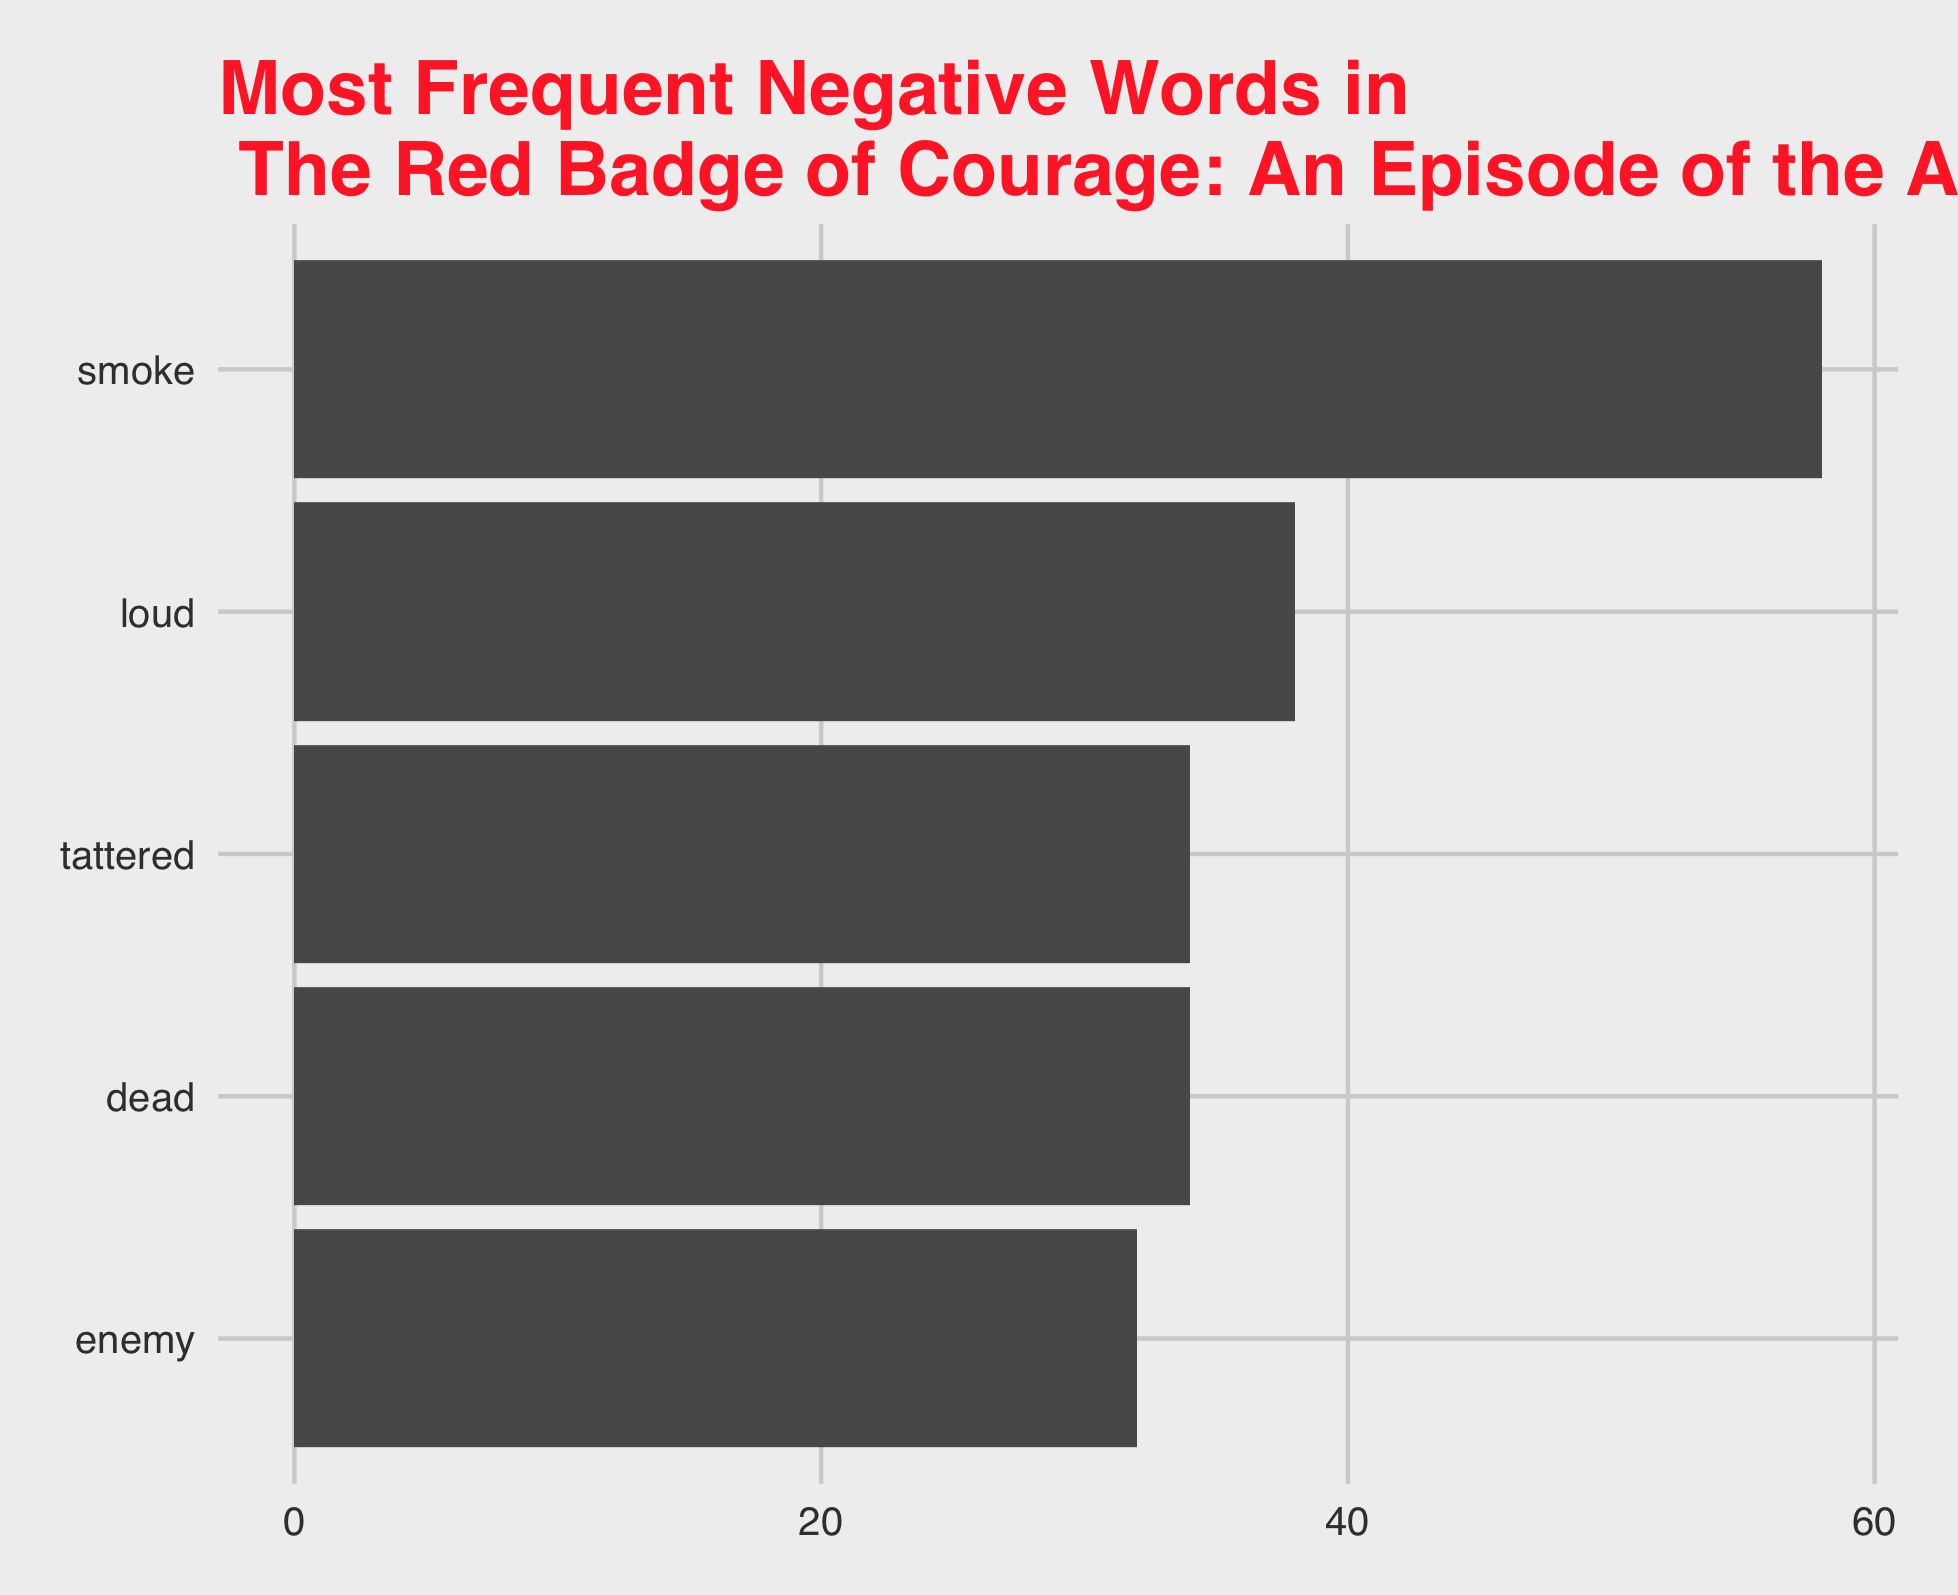 Most Frequent Negative Words in
The Red Badge of Courage: An Episode of the A
smoke
loud
tattered
dead
enemy
0 20 40 60